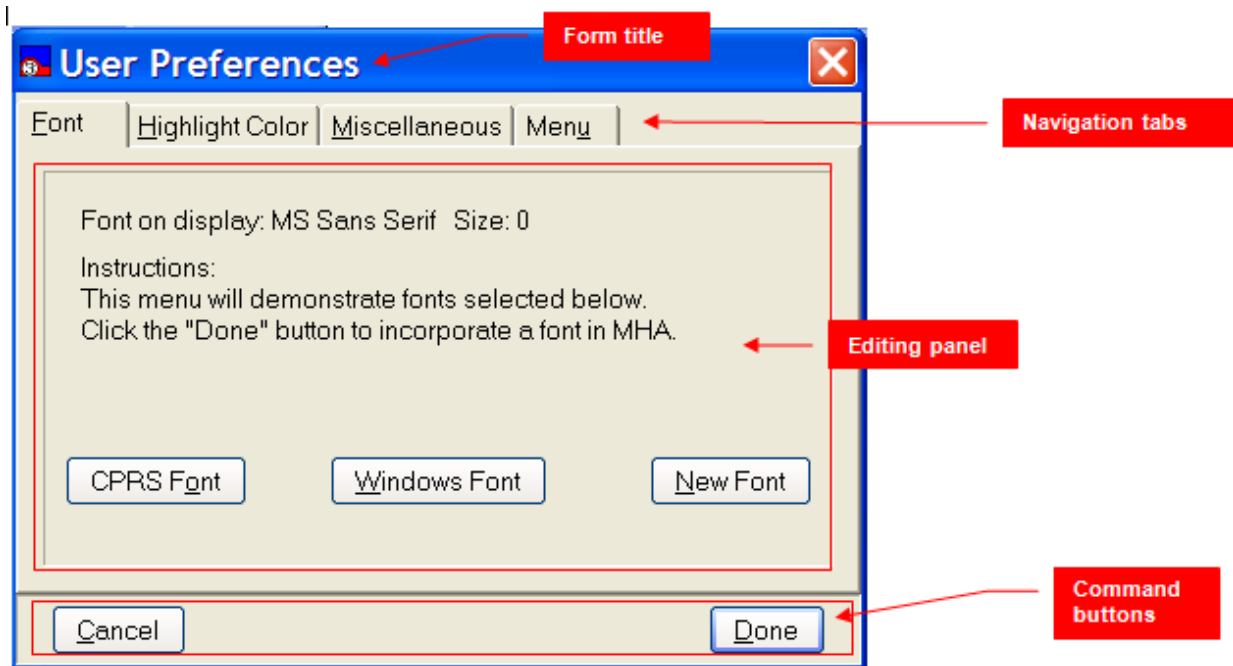 Form title
User Preferences
Font Highlight Color Miscellaneous Menu
Navigation tabs
Font on display: MS Sans Serif Size: 0
Instructions:
This menu will demonstrate fonts selected below.
Click the "Done" button to incorporate a font in MHA.
Editing panel
CPRS Font Windows Font New Font
Command
buttons
Cancel Done